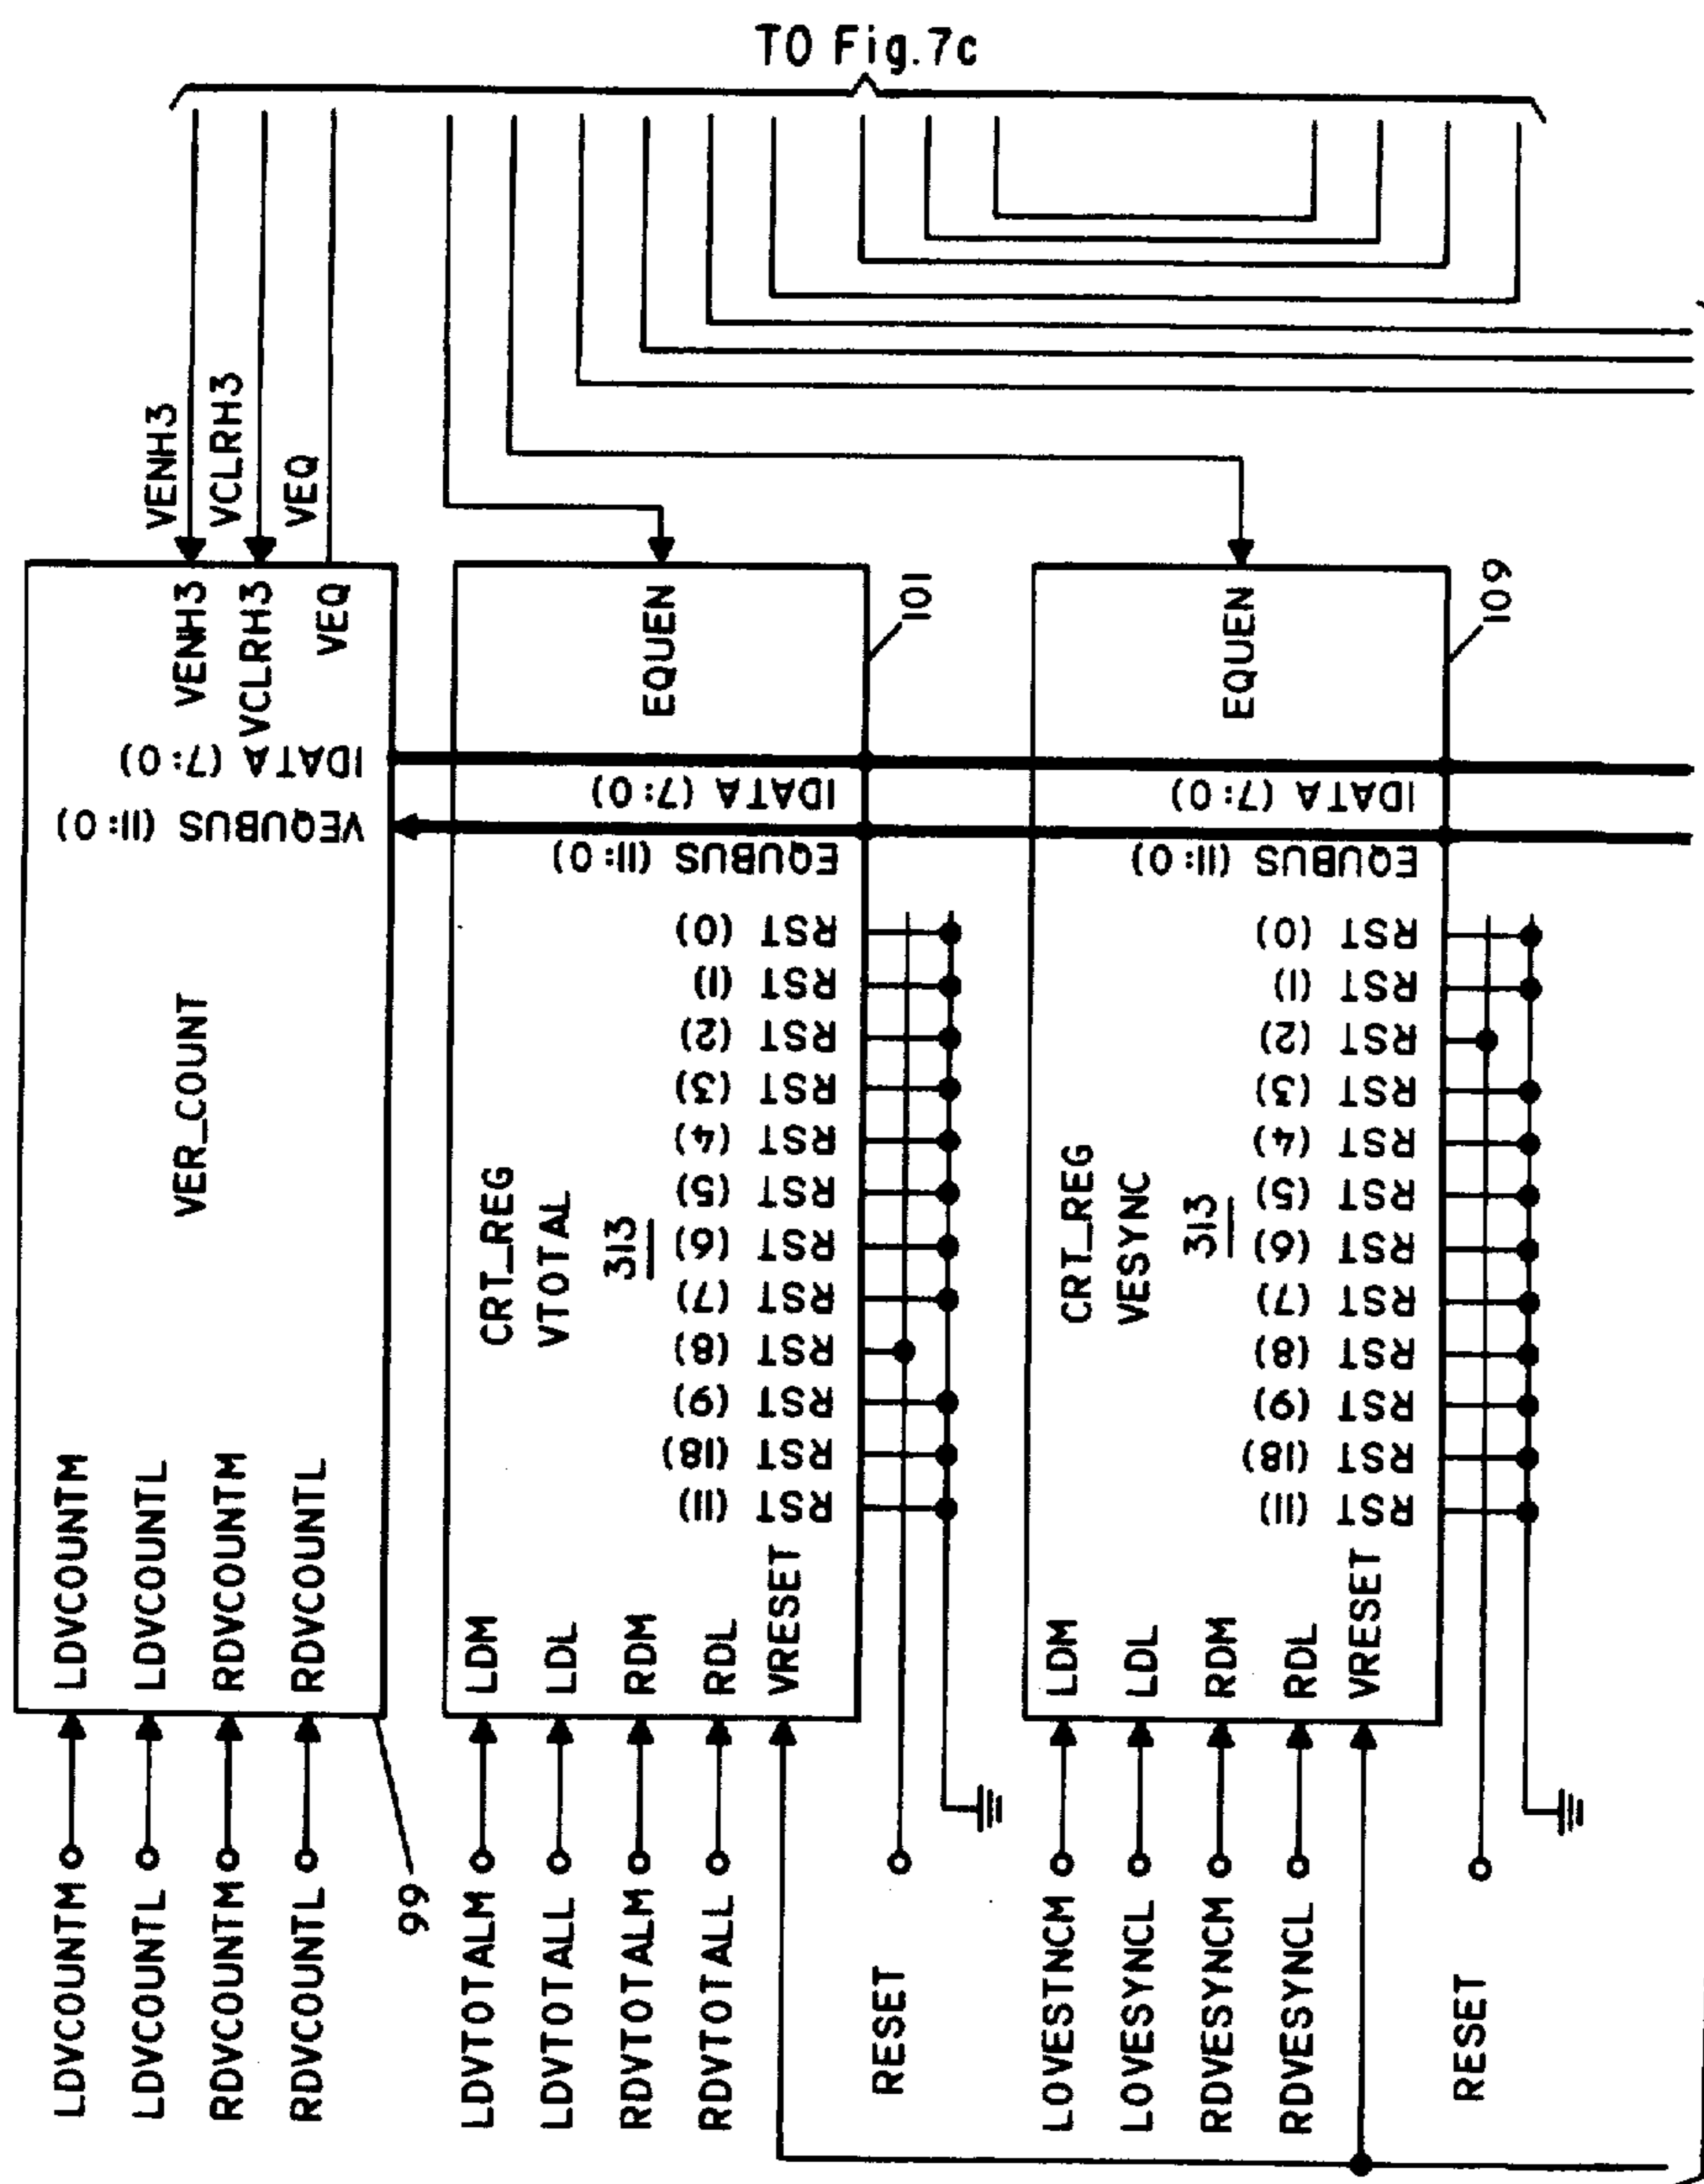 TO Fig.7c
VENH3
VCLRH3
VEQ
VENH3
VCLRH3
VEQ
IDATA (7:0)
VEQUBUS (11:0)
VER_COUNT
LDVCOUNTM
LDVCOUNTL
RDVCOUNTM
RDVCOUNTL
LDVCOUNTM
LDVCOUNTL
RDVCOUNTM
RDVCOUNTL
99
EQUEN
101
IDATA (7:0)
EQUBUS (11:0)
RST (0)
RST (1)
RST (2)
RST (3)
RST (4)
RST (5)
RST (6)
RST (7)
RST (8)
RST (9)
RST (18)
RST (11)
CRT_REG
VTOTAL
313
LDM
LDL
RDM
RDL
VRESET
LDVTOTALM
LDVTOTALL
RDVTOTALM
RDVTOTALL
RESET
EQUEN
109
IDATA (7:0)
EQUBUS (11:0)
RST (0)
RST (1)
RST (2)
RST (3)
RST (4)
RST (5)
RST (6)
RST (7)
RST (8)
RST (9)
RST (18)
RST (11)
CRT_REG
VESYNC
313
LDM
LDL
RDM
RDL
VRESET
LOVESTNCM
LOVESYNCL
RDVESYNCM
RDVESYNCL
RESET